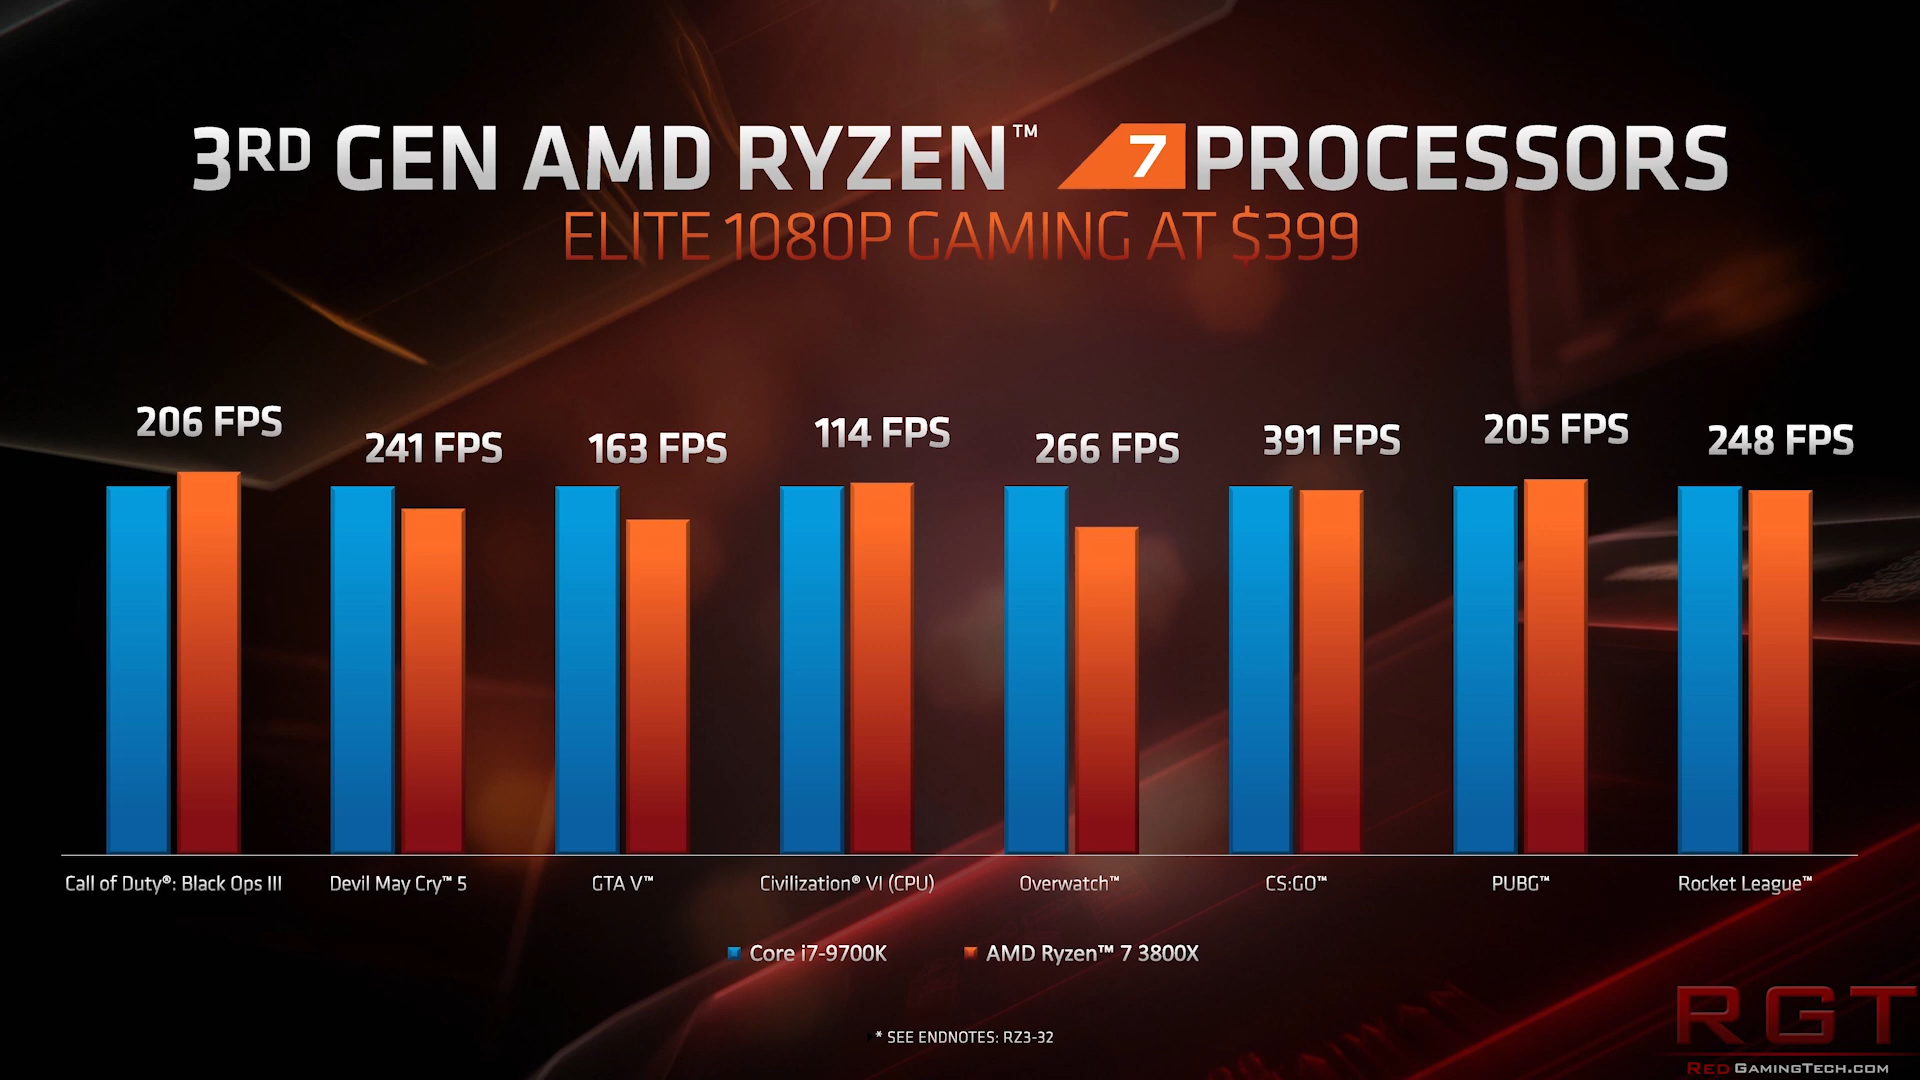 3RD GEN AMD RYZEN™ 7 PROCESSORS
ELITE 1080P GAMING AT $399
206 FPS
241 FPS
163 FPS
114 FPS
266 FPS
391 FPS
205 FPS
248 FPS
Call of Duty®: Black Ops III
Devil May Cry™ 5
GTA V™
Civilization® VI (CPU)
Overwatch™
CS:GO™
PUBG™
Rocket League™
Core i7-9700K
AMD Ryzen™ 7 3800X
* SEE ENDNOTES: RZ3-32
RGT
REDGAMINGTECH.COM